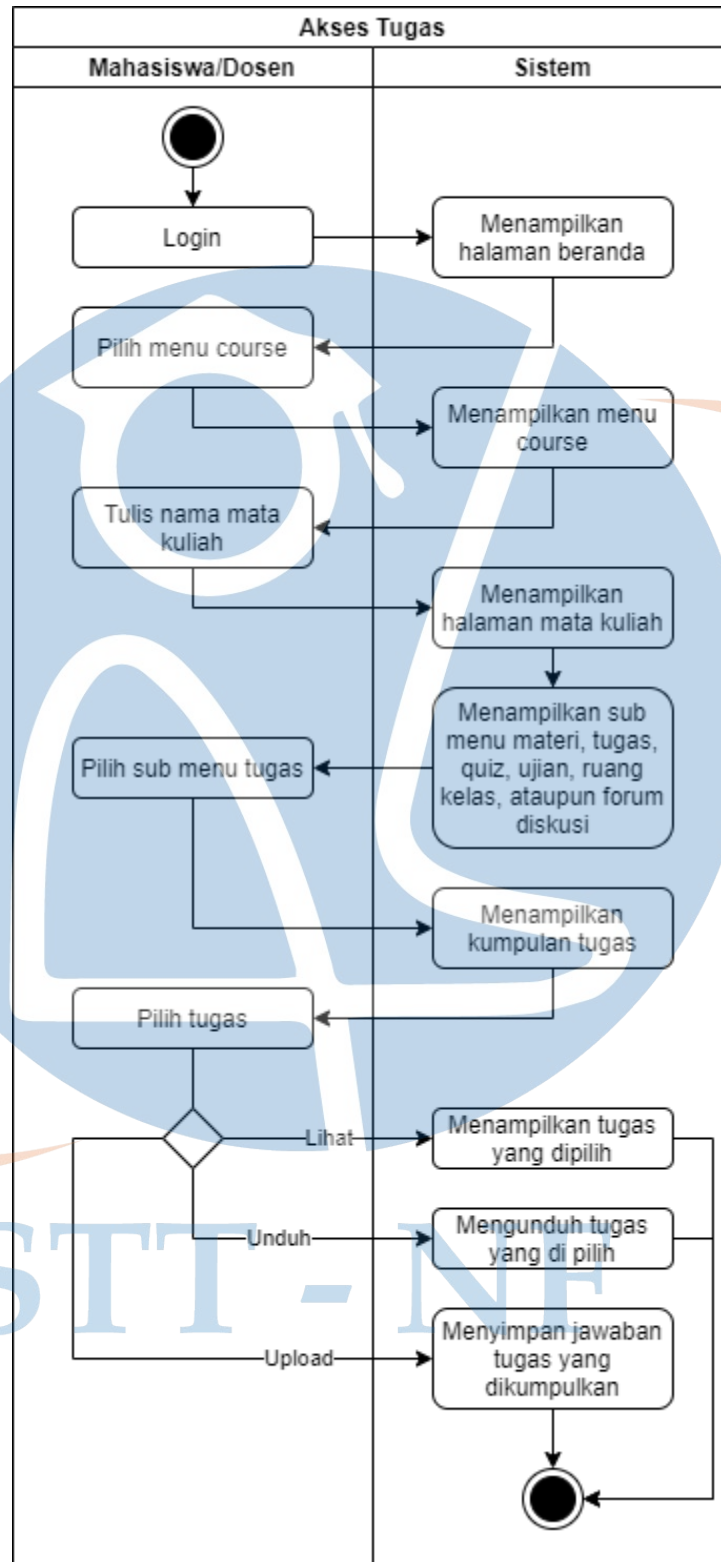 Akses Tugas
Mahasiswa/Dosen
Sistem
Login
Menampilkan
halaman beranda
Pilih menu course
Menampilkan menu
course
Tulis nama mata
kuliah
Menampilkan
halaman mata kuliah
Menampilkan sub
menu materi, tugas,
quiz, ujian, ruang
kelas, ataupun forum
diskusi
Pilih sub menu tugas
Menampilkan
kumpulan tugas
Pilih tugas
Lihat
Menampilkan tugas
yang dipilih
Unduh
Mengunduh tugas
yang di pilih
Upload
Menyimpan jawaban
tugas yang
dikumpulkan
STT - NF